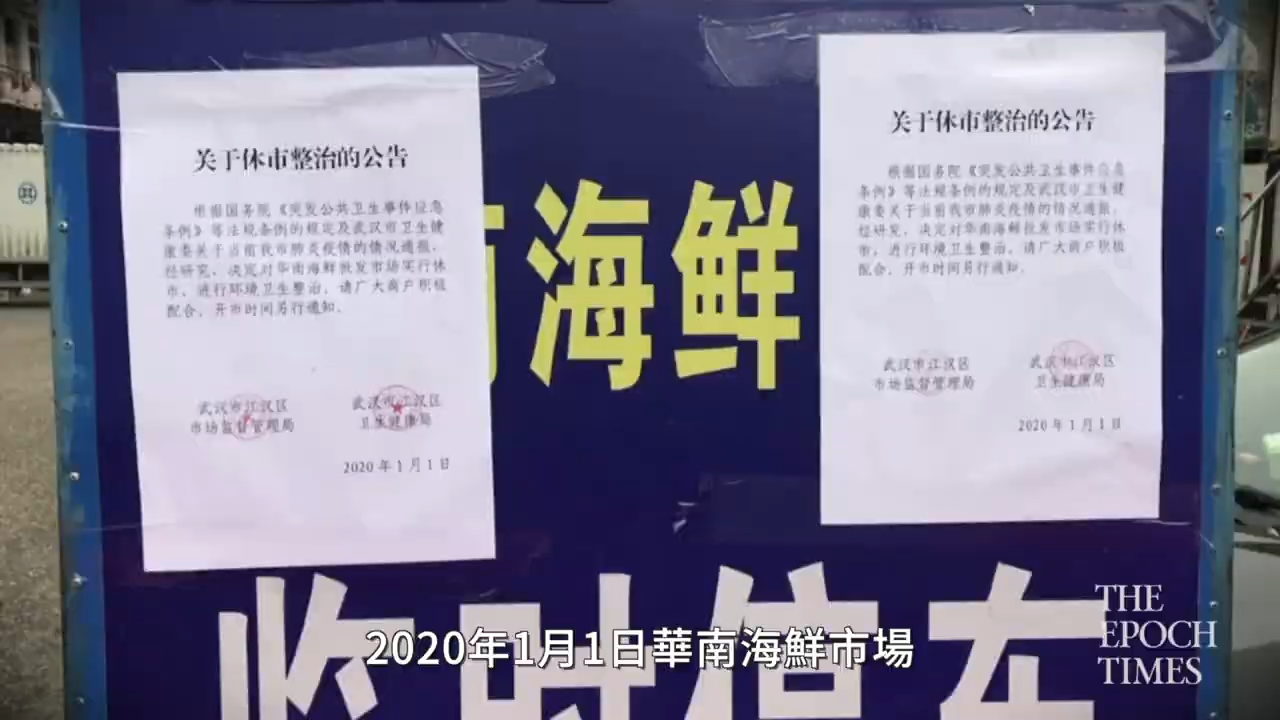 关于休市整治的公告
根据国务院《突发公共卫生事件应急
条例》等法规条例的规定及武汉市卫生健
康委关于当前我市肺炎疫情的情况通报，
经研究，决定对华南海鲜批发市场实行休
市，进行环境卫生整治。请广大商户积极
配合，开市时间另行通知。
武汉市江汉区
市场监督管理局
武汉市江汉区
卫生健康局
2020年1月1日
关于休市整治的公告
根据国务院《突发公共卫生事件应急
条例》等法规条例的规定及武汉市卫生健
康委关于当前我市肺炎疫情的情况通报，
经研究，决定对华南海鲜批发市场实行休
市，进行环境卫生整治。请广大商户积极
配合，开市时间另行通知。
武汉市江汉区
市场监督管理局
武汉市江汉区
卫生健康局
2020年1月1日
南海鲜
临时停车
2020年1月1日華南海鮮市場
THE
EPOCH
TIMES